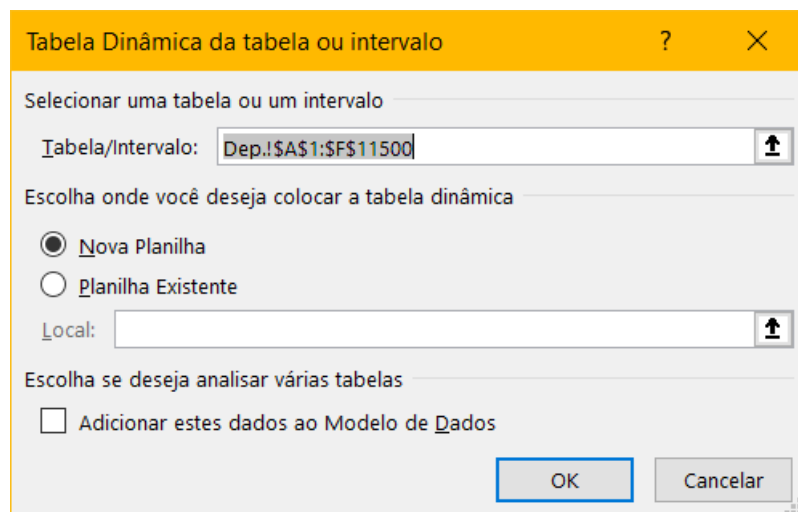 Tabela Dinâmica da tabela ou intervalo ? ×
Selecionar uma tabela ou um intervalo
Tabela/Intervalo: Dep.!$A$1:$F$11500
Escolha onde você deseja colocar a tabela dinâmica
Nova Planilha
Planilha Existente
Local:
Escolha se deseja analisar várias tabelas
Adicionar estes dados ao Modelo de Dados
OK Cancelar